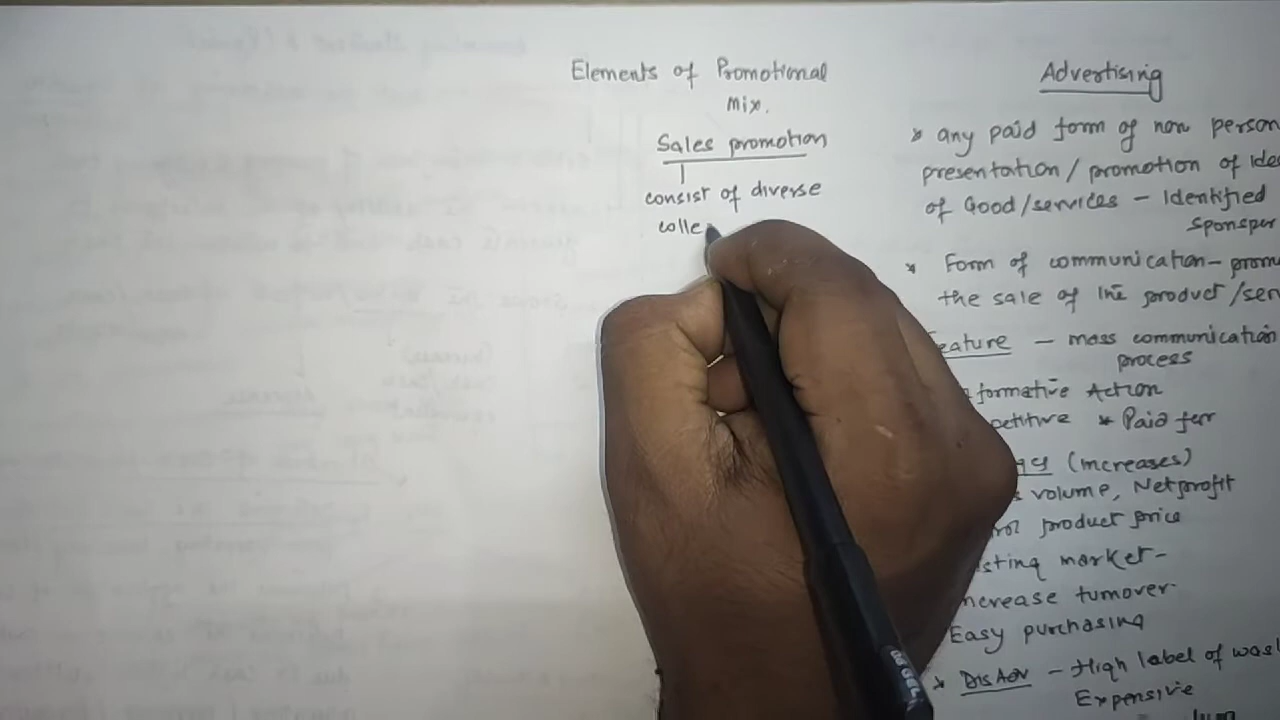 Elements of Promotional
Mix.
Sales promotion
consist of diverse
colle
Advertising
* any paid form of non person
presentation / promotion of Ide
of Good/services - Identified
Sponsper
* Form of communication - prom
the sale of the product/ser
eature - mass communication
process
formative Action
petitive * Paid for
(increases)
volume, Netprofit
rol product price
sting market-
ncrease turnover
Easy purchasing
* DisAdv - High label of wast
Expensive
GEL